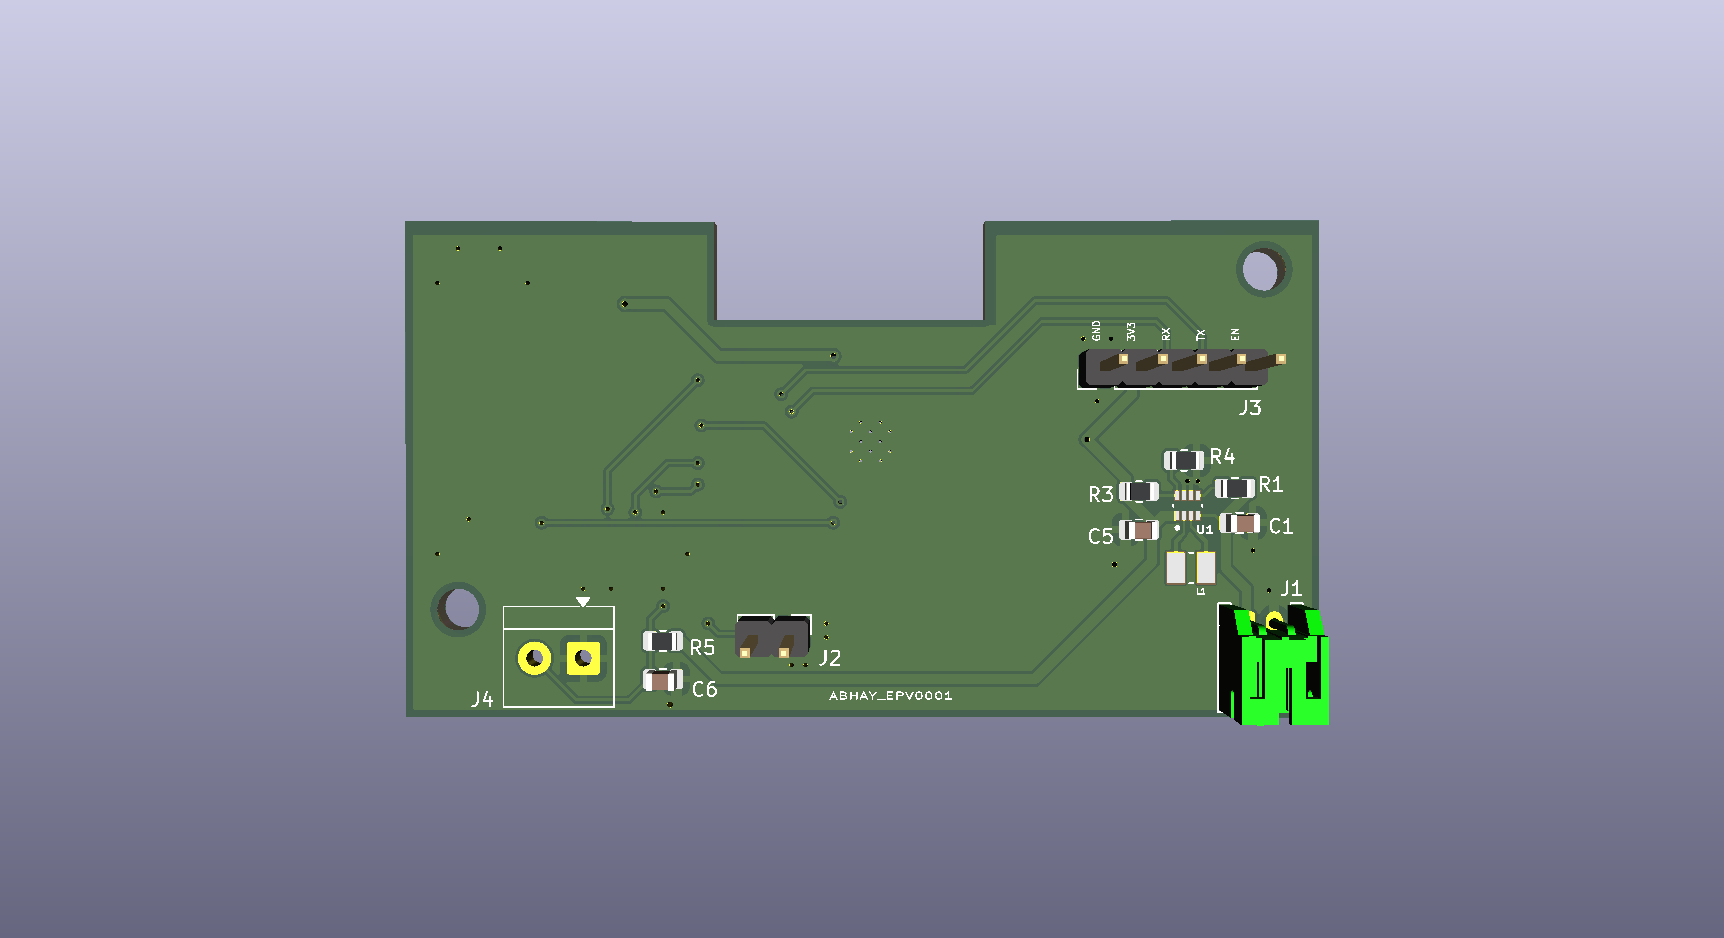 GND
3V3
RX
TX
EN
J3
R4
R3
R1
C5
U1
C1
J1
R5
J2
C6
J4
ABHAY_EPV0001